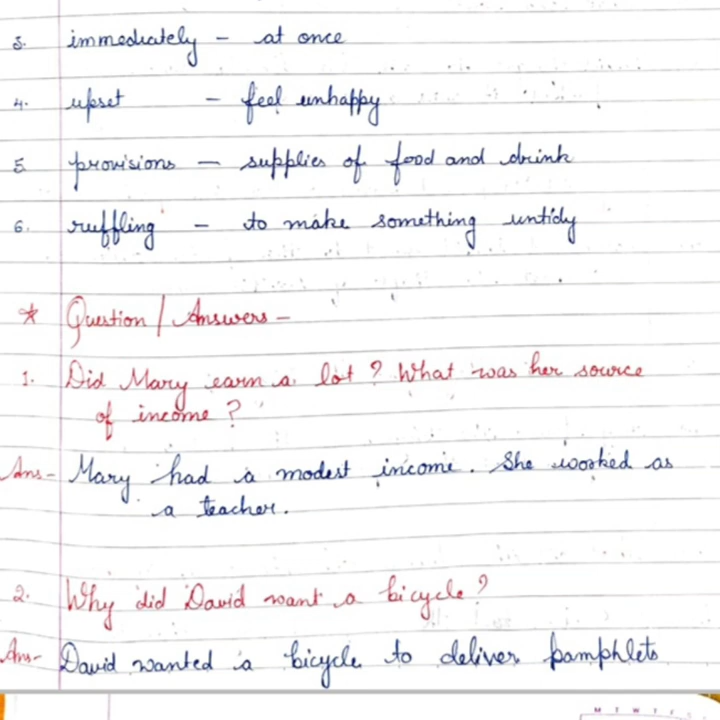 3. immediately - at once
4. upset - feel unhappy
5. provisions - supplies of food and drink
6. ruffling - to make something untidy
* Question / Answers -
1. Did Mary earn a lot ? What was her source
of income ?
Ans- Mary had a modest income. She worked as
a teacher.
2. Why did David want a bicycle ?
Ans- David wanted a bicycle to deliver pamphlets
M T W T F S